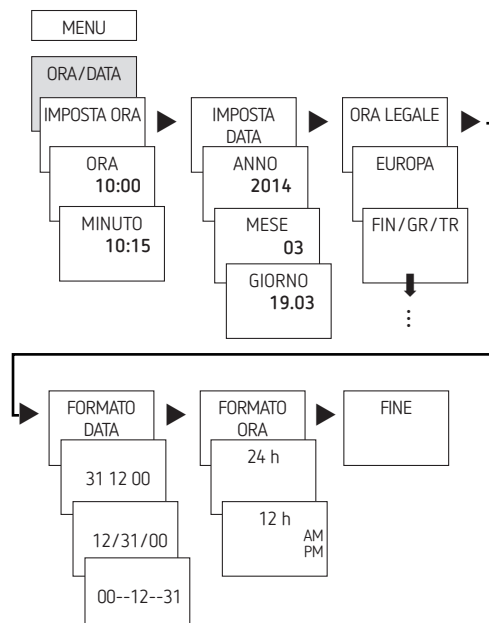 MENU
ORA/DATA
IMPOSTA ORA
ORA
10:00
MINUTO
10:15
IMPOSTA
DATA
ANNO
2014
MESE
03
GIORNO
19.03
ORA LEGALE
EUROPA
FIN/GR/TR
FORMATO
DATA
31 12 00
12/31/00
00--12--31
FORMATO
ORA
24 h
12 h
AM
PM
FINE